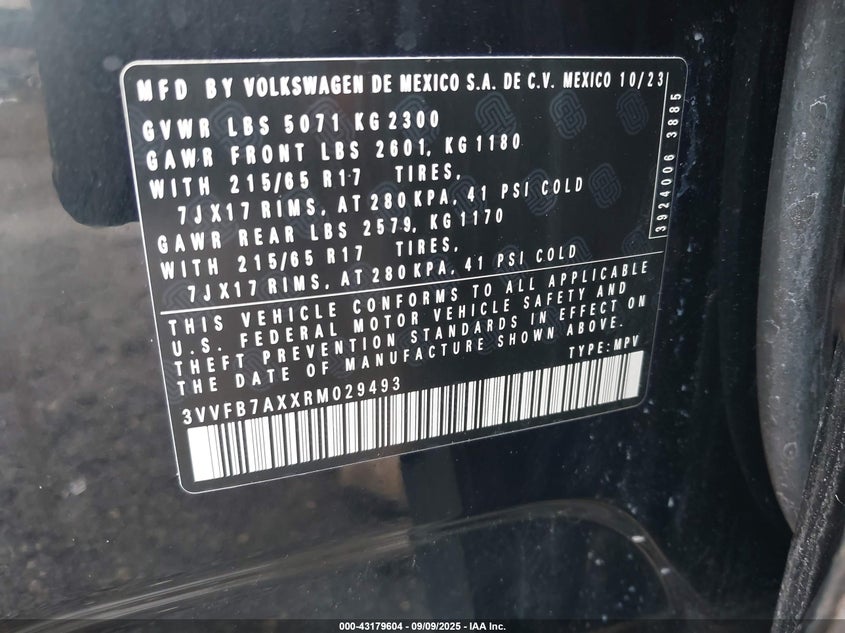 MFD BY VOLKSWAGEN DE MEXICO S.A. DE C.V. MEXICO 10/23
GVWR LBS 5071 KG 2300
GAWR FRONT LBS 2601, KG 1180
WITH 215/65 R17 TIRES,
7JX17 RIMS, AT 280 KPA, 41 PSI COLD
GAWR REAR LBS 2579, KG 1170
WITH 215/65 R17 TIRES,
7JX17 RIMS, AT 280 KPA, 41 PSI COLD
3924006 3885
THIS VEHICLE CONFORMS TO ALL APPLICABLE
U.S. FEDERAL MOTOR VEHICLE SAFETY AND
THEFT PREVENTION STANDARDS IN EFFECT ON
THE DATE OF MANUFACTURE SHOWN ABOVE.
TYPE: MPV
3VVFB7AXXRM029493
000-43179604 - 09/09/2025 - IAA Inc.